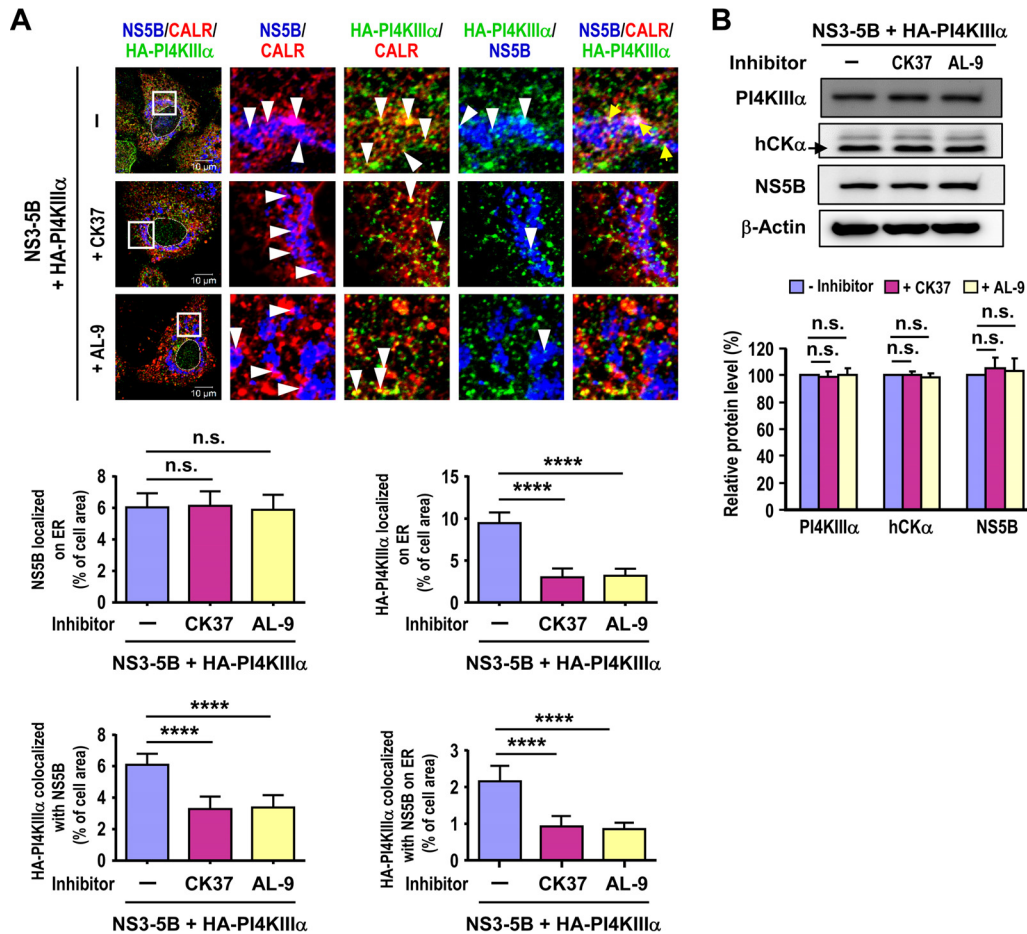 A
NS5B/CALR/
HA-PI4KIIIα
NS5B/
CALR
HA-PI4KIIIα/
CALR
HA-PI4KIIIα/
NS5B
NS5B/CALR/
HA-PI4KIIIα
NS3-5B
+ HA-PI4KIIIα
–
10 μm
+ CK37
10 μm
+ AL-9
10 μm
NS5B localized
on ER
(% of cell area)
8
6
4
2
0
n.s.
n.s.
Inhibitor – CK37 AL-9
NS3-5B + HA-PI4KIIIα
HA-PI4KIIIα localized
on ER
(% of cell area)
15
10
5
0
****
****
Inhibitor – CK37 AL-9
NS3-5B + HA-PI4KIIIα
HA-PI4KIIIα colocalized
with NS5B
(% of cell area)
8
6
4
2
0
****
****
Inhibitor – CK37 AL-9
NS3-5B + HA-PI4KIIIα
HA-PI4KIIIα colocalized
with NS5B on ER
(% of cell area)
3
2
1
0
****
****
Inhibitor – CK37 AL-9
NS3-5B + HA-PI4KIIIα
B
NS3-5B + HA-PI4KIIIα
Inhibitor – CK37 AL-9
PI4KIIIα
hCKα
NS5B
β-Actin
- Inhibitor + CK37 + AL-9
Relative protein level (%)
120
100
80
60
40
20
0
n.s.
n.s.
n.s.
n.s.
n.s.
n.s.
PI4KIIIα hCKα NS5B